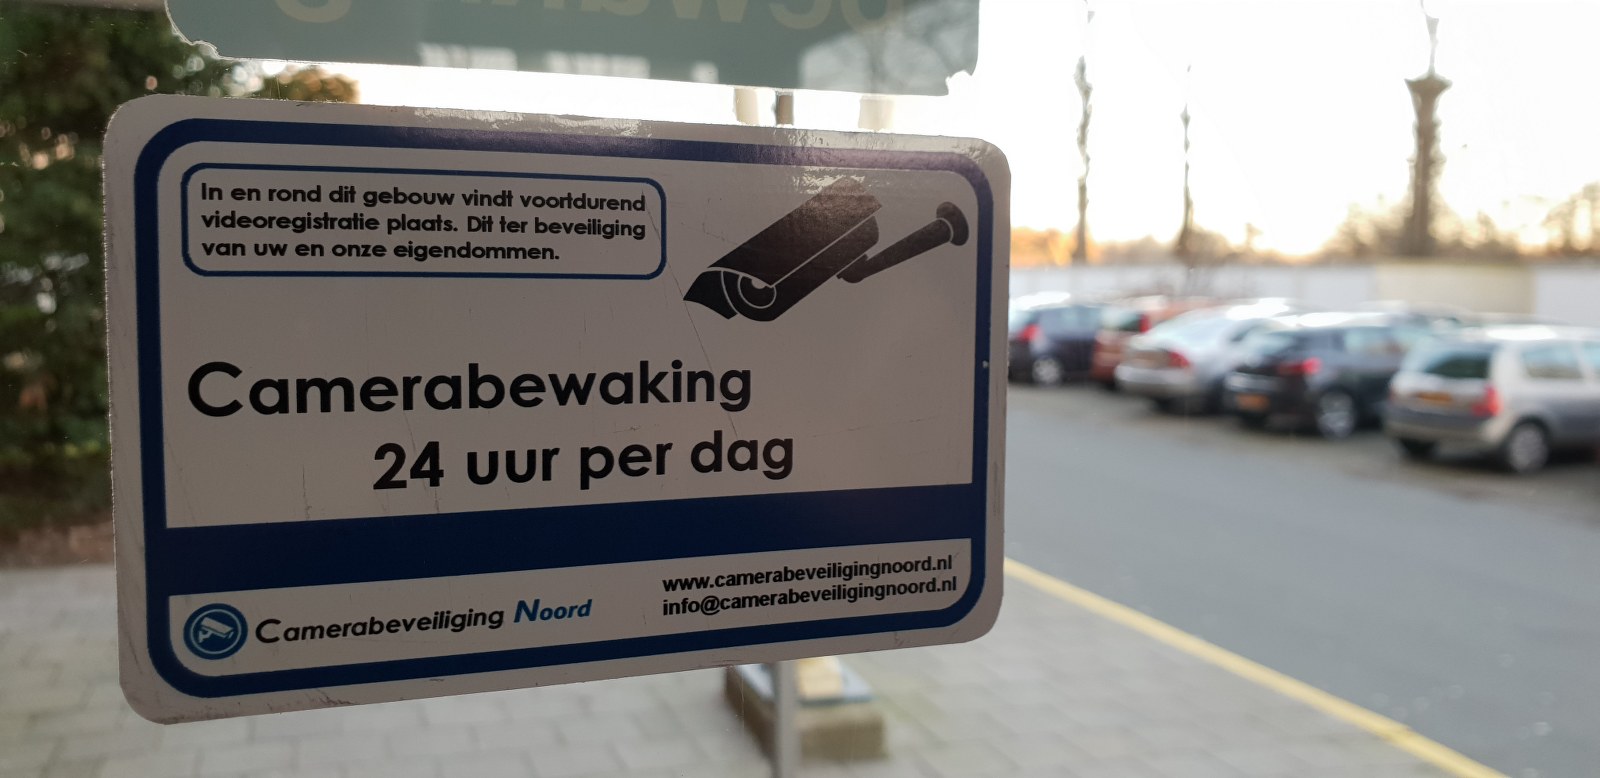 In en rond dit gebouw vindt voortdurend
videoregistratie plaats. Dit ter beveiliging
van uw en onze eigendommen.
Camerabewaking
24 uur per dag
Camerabeveiliging Noord
www.camerabeveiligingnoord.nl
info@camerabeveiligingnoord.nl